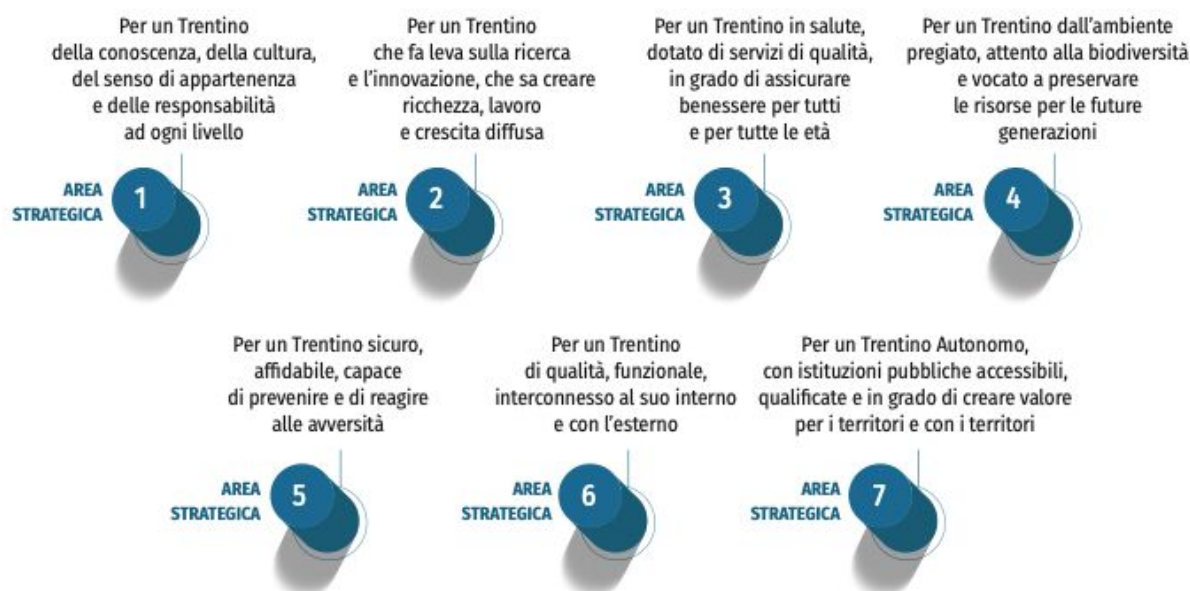 Per un Trentino
della conoscenza, della cultura,
del senso di appartenenza
e delle responsabilità
ad ogni livello
AREA
STRATEGICA
1
Per un Trentino
che fa leva sulla ricerca
e l'innovazione, che sa creare
ricchezza, lavoro
e crescita diffusa
AREA
STRATEGICA
2
Per un Trentino in salute,
dotato di servizi di qualità,
in grado di assicurare
benessere per tutti
e per tutte le età
AREA
STRATEGICA
3
Per un Trentino dall'ambiente
pregiato, attento alla biodiversità
e vocato a preservare
le risorse per le future
generazioni
AREA
STRATEGICA
4
Per un Trentino sicuro,
affidabile, capace
di prevenire e di reagire
alle avversità
AREA
STRATEGICA
5
Per un Trentino
di qualità, funzionale,
interconnesso al suo interno
e con l'esterno
AREA
STRATEGICA
6
Per un Trentino Autonomo,
con istituzioni pubbliche accessibili,
qualificate e in grado di creare valore
per i territori e con i territori
AREA
STRATEGICA
7